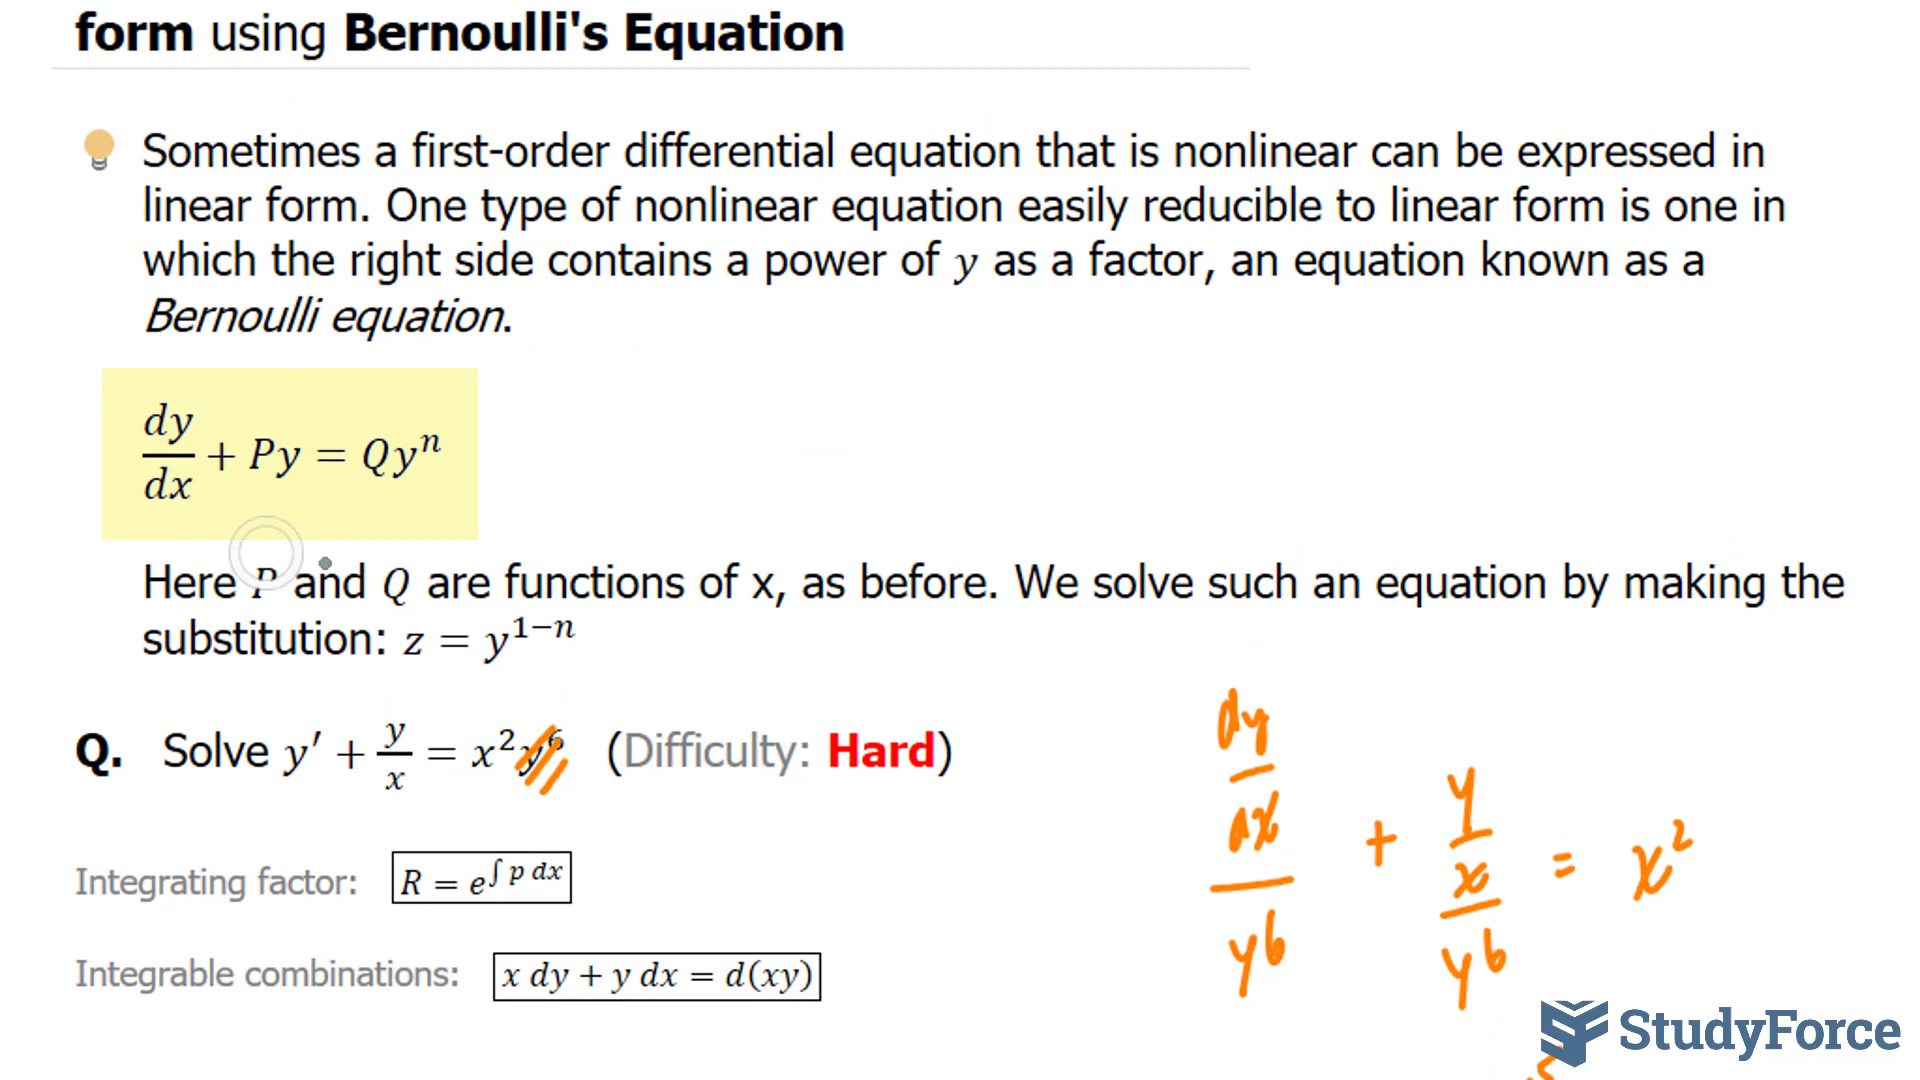 form using Bernoulli's Equation
Sometimes a first-order differential equation that is nonlinear can be expressed in
linear form. One type of nonlinear equation easily reducible to linear form is one in
which the right side contains a power of y as a factor, an equation known as a
Bernoulli equation.
dy/dx + Py = Qyⁿ
Here P and Q are functions of x, as before. We solve such an equation by making the
substitution: z = y¹⁻ⁿ
Q. Solve y′ + y/x = x²y⁶ (Difficulty: Hard)
Integrating factor: R = e^∫ p dx
Integrable combinations: x dy + y dx = d(xy)
dy/dx/y⁶ + y/x/y⁶ = x²
StudyForce